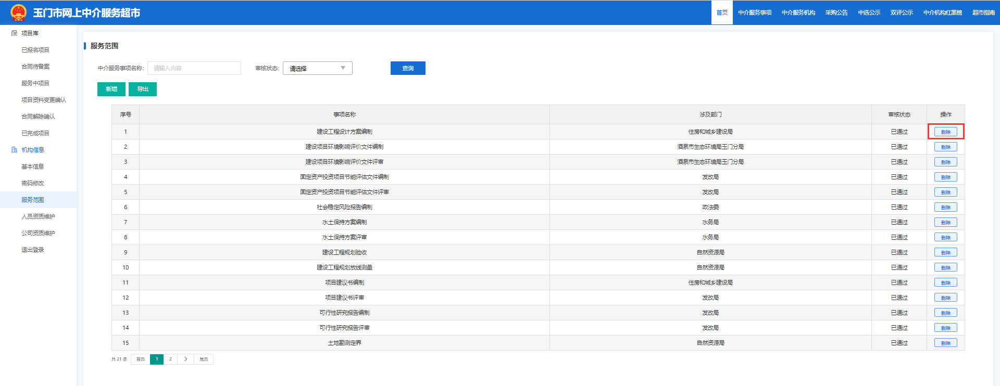 玉门市网上中介服务超市
首页 中介服务事项 中介服务机构 采购公告 中选公示 双评公示 中介机构红黑榜 超市指南
项目库
已报名项目
合同待备案
服务中项目
项目资料变更确认
合同解除确认
已完成项目
机构信息
基本信息
密码修改
服务范围
人员资质维护
公司资质维护
退出登录
服务范围
中介服务事项名称: 请输入内容 审核状态: 请选择 查询
新增 导出
序号 事项名称 涉及部门 审核状态 操作
1 建设工程设计方案编制 住房和城乡建设局 已通过 删除
2 建设项目环境影响评价文件编制 酒泉市生态环境局玉门分局 已通过 删除
3 建设项目环境影响评价文件评审 酒泉市生态环境局玉门分局 已通过 删除
4 固定资产投资项目节能评估文件编制 发改局 已通过 删除
5 固定资产投资项目节能评估文件评审 发改局 已通过 删除
6 社会稳定风险报告编制 政法委 已通过 删除
7 水土保持方案编制 水务局 已通过 删除
8 水土保持方案评审 水务局 已通过 删除
9 建设工程规划验收 自然资源局 已通过 删除
10 建设工程规划放线测量 自然资源局 已通过 删除
11 项目建议书编制 住房和城乡建设局 已通过 删除
12 项目建议书评审 发改局 已通过 删除
13 可行性研究报告编制 发改局 已通过 删除
14 可行性研究报告评审 发改局 已通过 删除
15 土地勘测定界 自然资源局 已通过 删除
共 21 条 首页 1 2 > 尾页